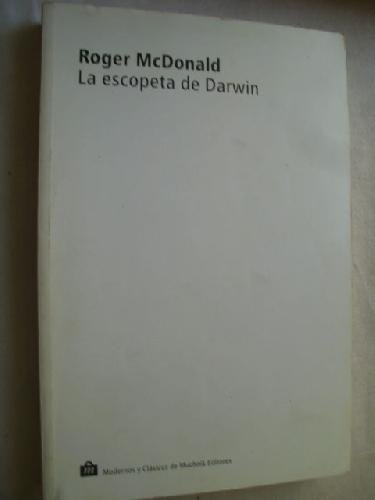 Roger McDonald
La escopeta de Darwin
Modernos y Clásicos de Muchnik Editores